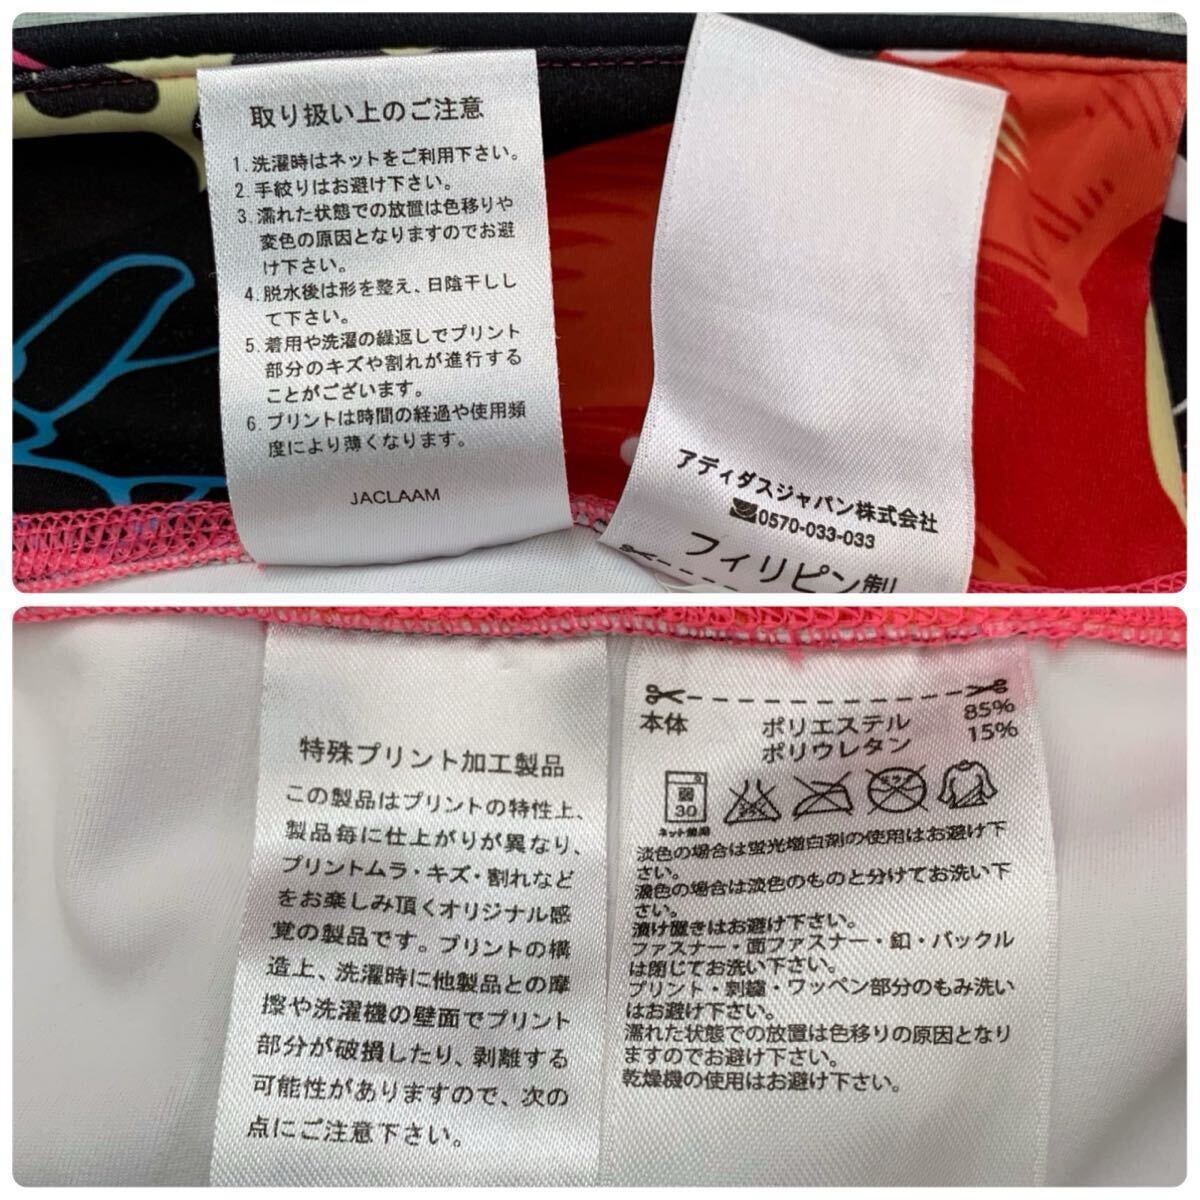 取り扱い上のご注意
1. 洗濯時はネットをご利用下さい。
2. 手絞りはお避け下さい。
3. 濡れた状態での放置は色移りや
変色の原因となりますのでお避
け下さい。
4. 脱水後は形を整え、日陰干しし
て下さい。
5. 着用や洗濯の繰返しでプリント
部分のキズや割れが進行する
ことがございます。
6. プリントは時間の経過や使用頻
度により薄くなります。
JACLAAM
アディダスジャパン株式会社
0570-033-033
フィリピン製
特殊プリント加工製品
この製品はプリントの特性上、
製品毎に仕上がりが異なり、
プリントムラ・キズ・割れなど
をお楽しみ頂くオリジナル感
覚の製品です。プリントの構
造上、洗濯時に他製品との摩
擦や洗濯機の壁面でプリント
部分が破損したり、剥離する
可能性がありますので、次の
点にご注意下さい。
本体 ポリエステル 85%
ポリウレタン 15%
30
ネット使用
淡色の場合は蛍光増白剤の使用はお避け下
さい。
濃色の場合は淡色のものと分けてお洗い下
さい。
漬け置きはお避け下さい。
ファスナー・面ファスナー・釦・バックル
は閉じてお洗い下さい。
プリント・刺繍・ワッペン部分のもみ洗い
はお避け下さい。
濡れた状態での放置は色移りの原因となり
ますのでお避け下さい。
乾燥機の使用はお避け下さい。